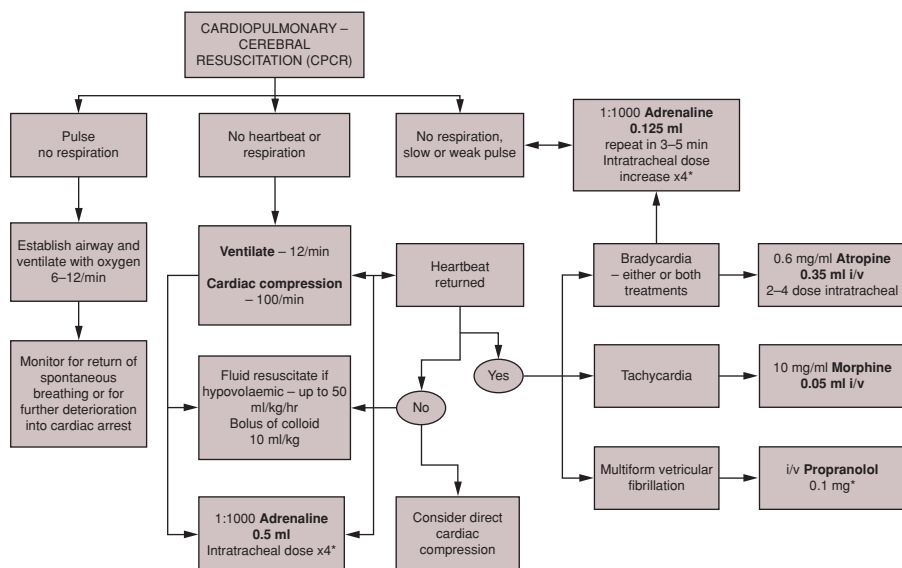 CARDIOPULMONARY –
CEREBRAL
RESUSCITATION (CPCR)
Pulse
no respiration
No heartbeat or
respiration
No respiration,
slow or weak pulse
1:1000 Adrenaline
0.125 ml
repeat in 3–5 min
Intratracheal dose
increase x4*
Establish airway and
ventilate with oxygen
6–12/min
Ventilate – 12/min
Cardiac compression
– 100/min
Heartbeat
returned
Bradycardia
– either or both
treatments
0.6 mg/ml Atropine
0.35 ml i/v
2–4 dose intratracheal
Monitor for return of
spontaneous
breathing or for
further deterioration
into cardiac arrest
Fluid resuscitate if
hypovolaemic – up to 50
ml/kg/hr
Bolus of colloid
10 ml/kg
No
Yes
Tachycardia
10 mg/ml Morphine
0.05 ml i/v
1:1000 Adrenaline
0.5 ml
Intratracheal dose x4*
Consider direct
cardiac
compression
Multiform vetricular
fibrillation
i/v Propranolol
0.1 mg*